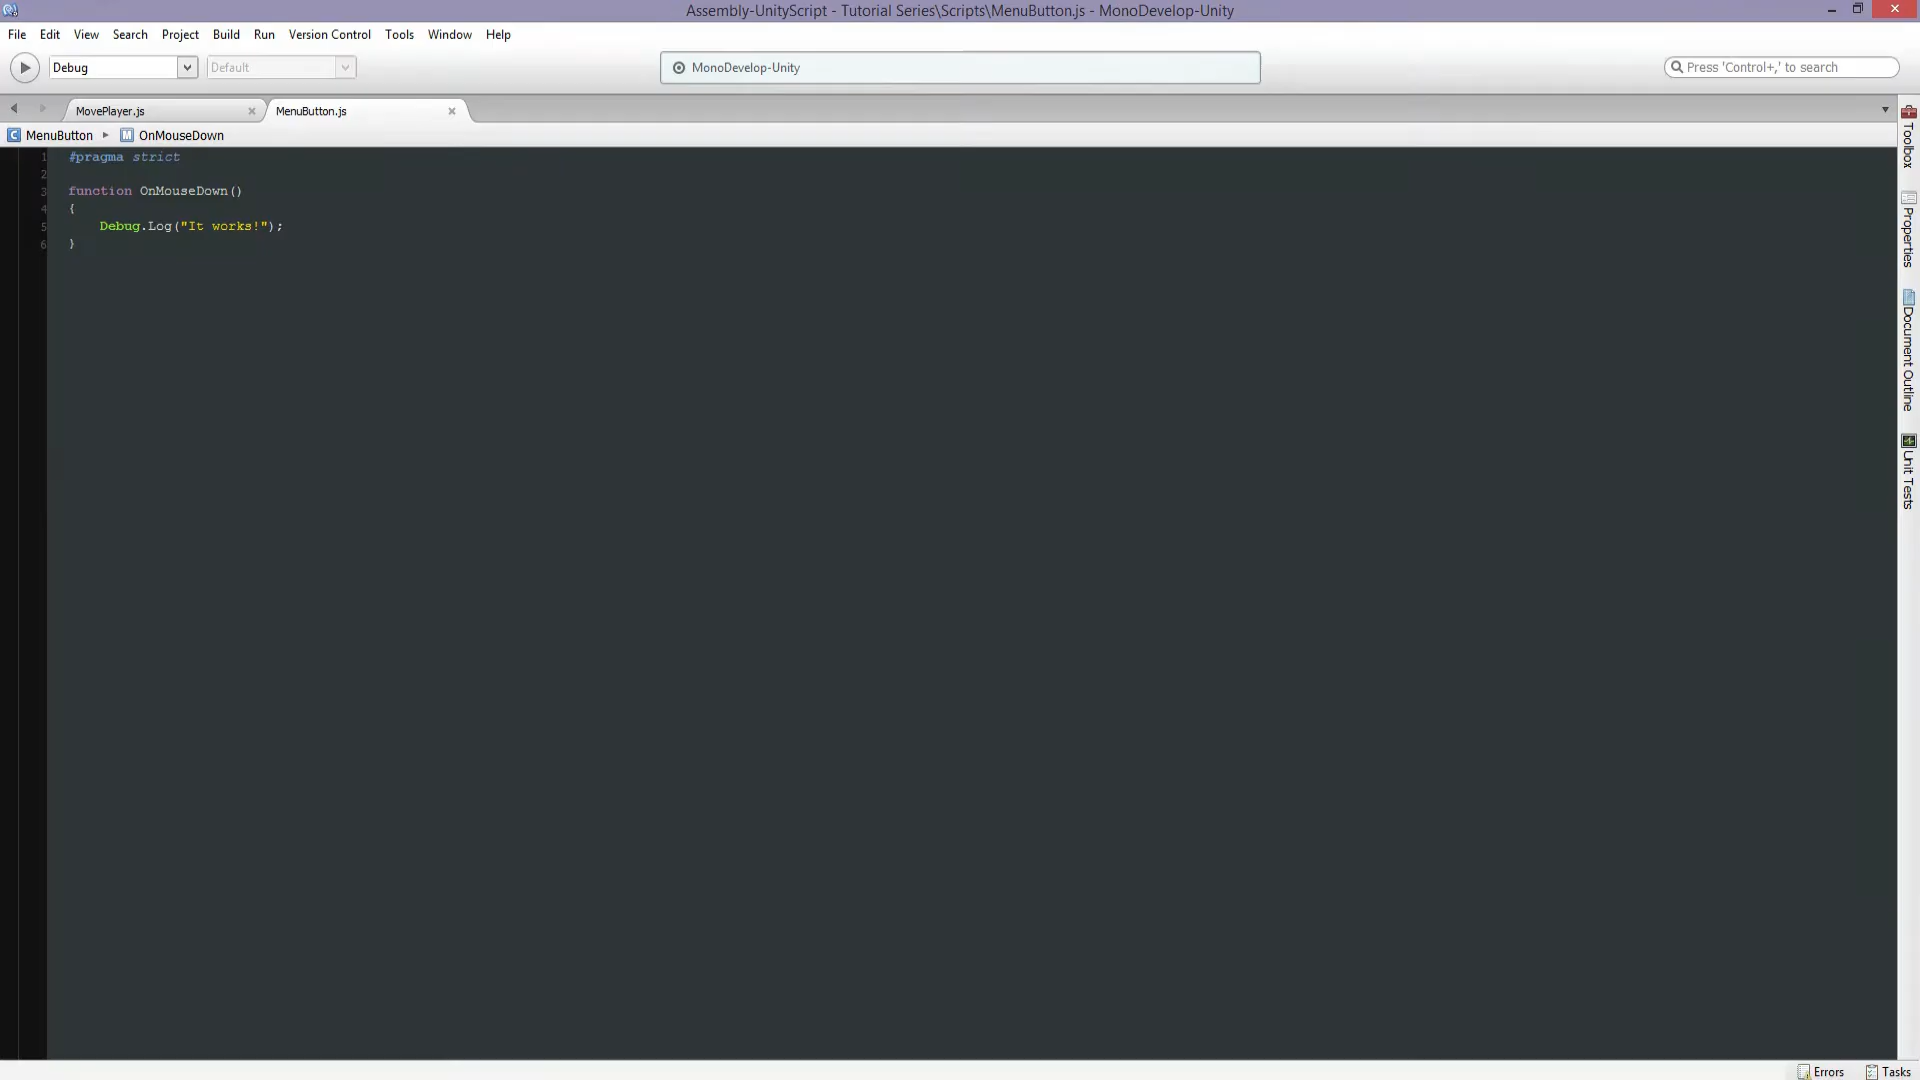 Assembly-UnityScript - Tutorial Series\Scripts\MenuButton.js - MonoDevelop-Unity
File Edit View Search Project Build Run Version Control Tools Window Help
Debug Default MonoDevelop-Unity Press 'Control+,' to search
MovePlayer.js MenuButton.js
MenuButton OnMouseDown
1 #pragma strict
2
3 function OnMouseDown()
4 {
5 Debug.Log("It works!");
6 }
Toolbox
Properties
Document Outline
Unit Tests
Errors Tasks